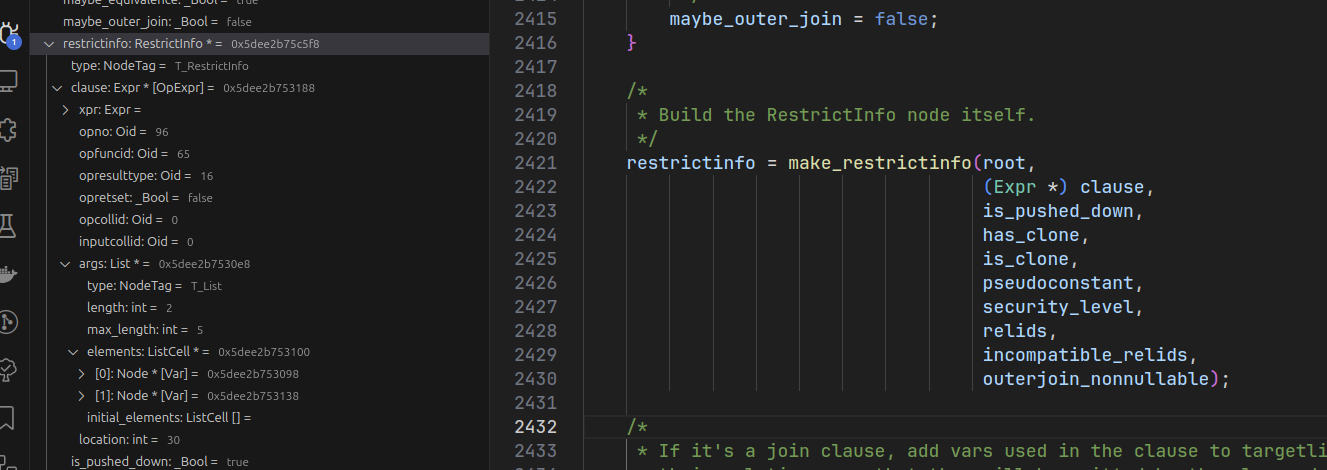 maybe_equivalence: _Bool = true
maybe_outer_join: _Bool = false
restrictinfo: RestrictInfo * = 0x5dee2b75c5f8
type: NodeTag = T_RestrictInfo
clause: Expr * [OpExpr] = 0x5dee2b753188
xpr: Expr =
opno: Oid = 96
opfuncid: Oid = 65
opresulttype: Oid = 16
opretset: _Bool = false
opcollid: Oid = 0
inputcollid: Oid = 0
args: List * = 0x5dee2b7530e8
type: NodeTag = T_List
length: int = 2
max_length: int = 5
elements: ListCell * = 0x5dee2b753100
[0]: Node * [Var] = 0x5dee2b753098
[1]: Node * [Var] = 0x5dee2b753138
initial_elements: ListCell [] =
location: int = 30
is_pushed_down: _Bool = true
1
2415 maybe_outer_join = false;
2416 }
2417
2418 /*
2419 * Build the RestrictInfo node itself.
2420 */
2421 restrictinfo = make_restrictinfo(root,
2422 (Expr *) clause,
2423 is_pushed_down,
2424 has_clone,
2425 is_clone,
2426 pseudoconstant,
2427 security_level,
2428 relids,
2429 incompatible_relids,
2430 outerjoin_nonnullable);
2431
2432 /*
2433 * If it's a join clause, add vars used in the clause to targetli